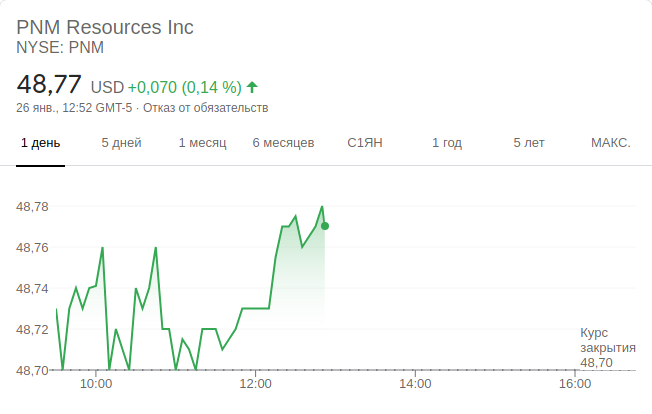 PNM Resources Inc
NYSE: PNM
48,77 USD +0,070 (0,14 %)
26 янв., 12:52 GMT-5 · Отказ от обязательств
1 день 5 дней 1 месяц 6 месяцев С1ЯН 1 год 5 лет МАКС.
48,78
48,76
48,74
48,72
48,70
Курс
закрытия
48,70
10:00 12:00 14:00 16:00